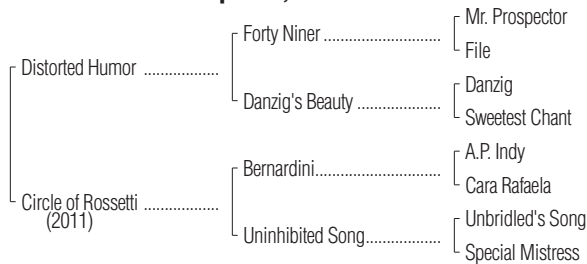 Mr. Prospector
Forty Niner .......................
File
Distorted Humor ................
Danzig
Danzig's Beauty ................
Sweetest Chant
A.P. Indy
Bernardini........................
Cara Rafaela
Circle of Rossetti ................
(2011)
Unbridled's Song
Uninhibited Song................
Special Mistress